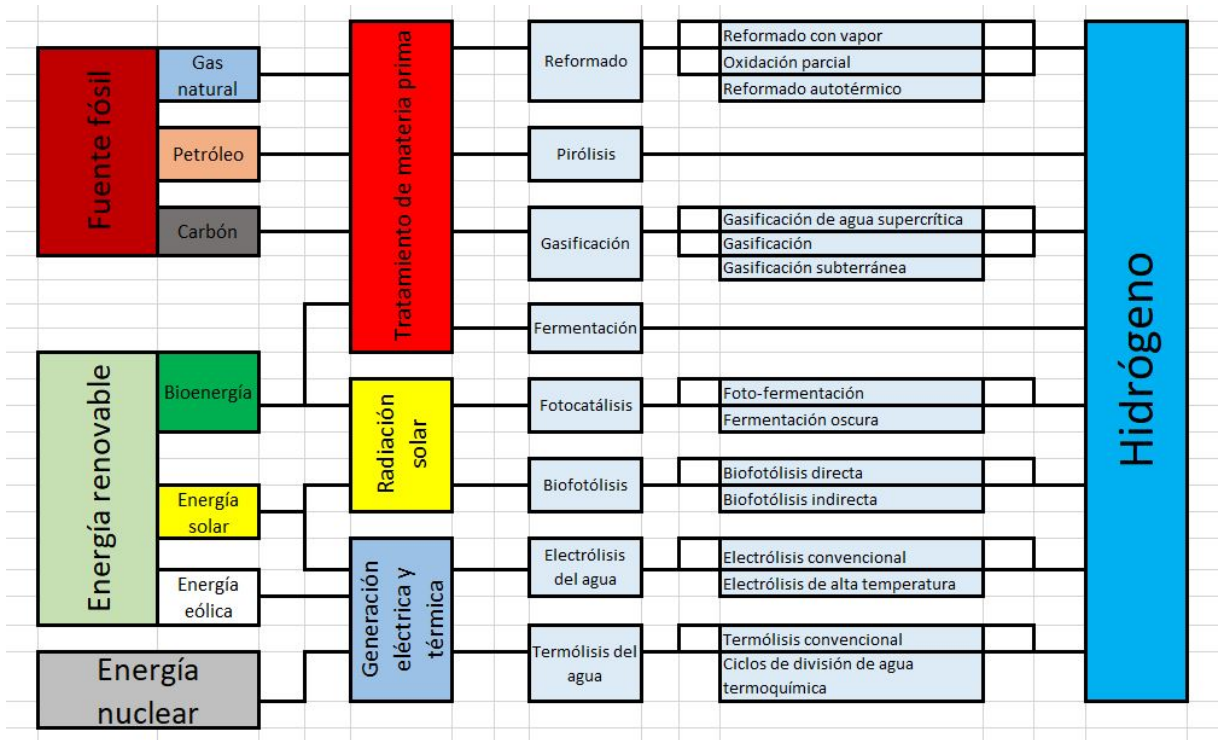 Fuente fósil
Gas
natural
Petróleo
Carbón
Energía renovable
Bioenergía
Energía
solar
Energía
eólica
Energía
nuclear
Tratamiento de materia prima
Radiación
solar
Generación
eléctrica y
térmica
Reformado
Pirólisis
Gasificación
Fermentación
Fotocatálisis
Biofotólisis
Electrólisis
del agua
Termólisis del
agua
Reformado con vapor
Oxidación parcial
Reformado autotérmico
Gasificación de agua supercrítica
Gasificación
Gasificación subterránea
Foto-fermentación
Fermentación oscura
Biofotólisis directa
Biofotólisis indirecta
Electrólisis convencional
Electrólisis de alta temperatura
Termólisis convencional
Ciclos de división de agua
termoquímica
Hidrógeno